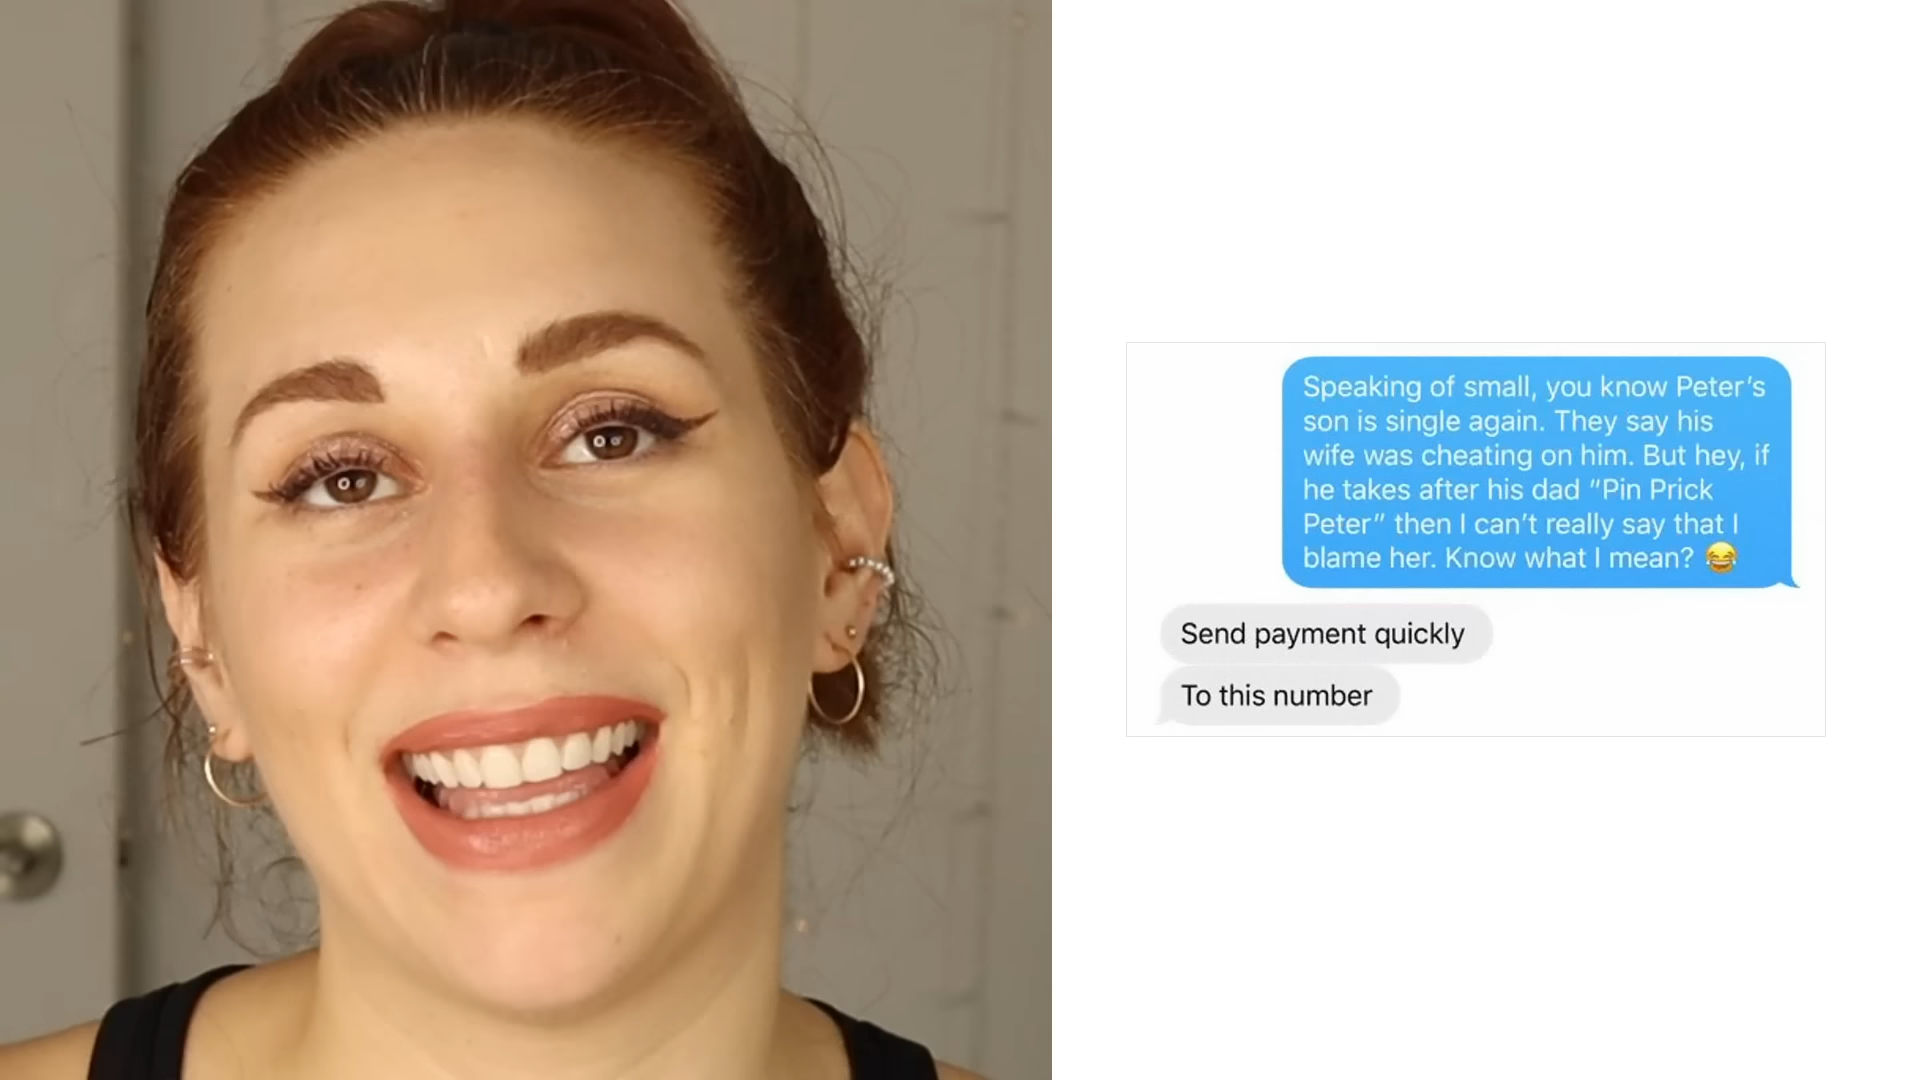 Speaking of small, you know Peter's
son is single again. They say his
wife was cheating on him. But hey, if
he takes after his dad "Pin Prick
Peter" then I can't really say that I
blame her. Know what I mean? 😂
Send payment quickly
To this number